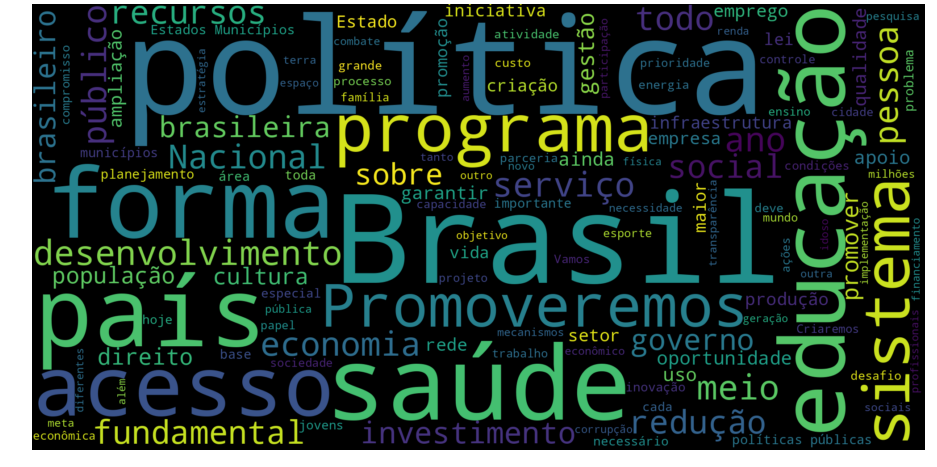 recursos
Estado
iniciativa
todo
emprego
pesquisa
brasileiro
compromisso
público
ampliação
Estados Municípios
estratégia
política
combate
grande
processo
família
terra
espaço
promoção
atividade
aumento
custo
criação
gestão
participação
renda
lei
prioridade
controle
energia
educação
ensino
qualidade
cidade
pessoa
problema
brasileira
programa
infraestrutura
empresa
ano
municípios
Nacional
tanto
parceria
ainda
novo
física
social
condições
apoio
milhões
planejamento
área
toda
sobre
outro
garantir
serviço
forma
capacidade
importante
necessidade
maior
transparência
deve
mundo
promover
implementação
sistema
idoso
ações
financiamento
desenvolvimento
Brasil
objetivo
esporte
vida
Vamos
projeto
outra
população
cultura
país
especial
pública
Promoveremos
produção
geração
Criaremos
profissionais
hoje
papel
mecanismos
setor
governo
direito
base
economia
rede
sociedade
trabalho
econômico
oportunidade
acesso
diferentes
além
saúde
inovação
uso
meio
desafio
cada
sociais
meta
econômica
fundamental
jovens
investimento
corrupção
necessário
redução
políticas públicas